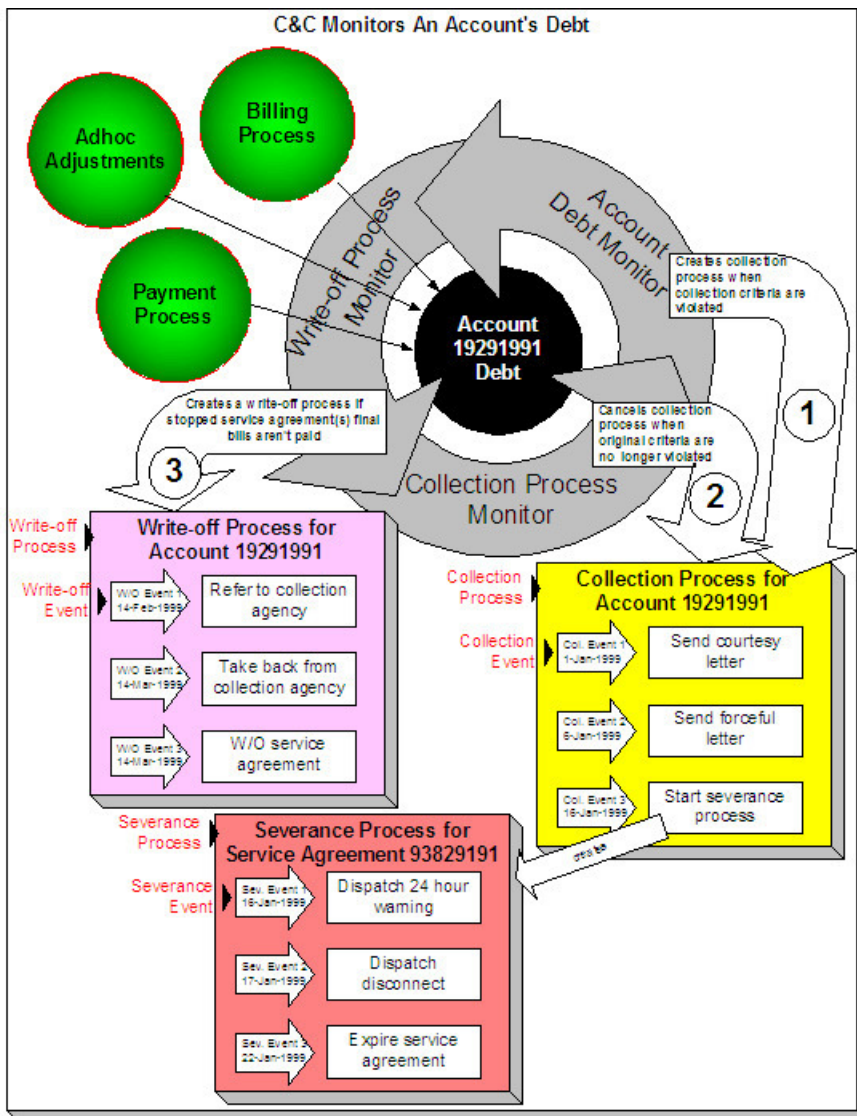 C&C Monitors An Account's Debt
Billing
Process
Adhoc
Adjustments
Payment
Process
Write-off Process
Monitor
Account
Debt Monitor
Account
19291991
Debt
Collection Process
Monitor
Creates collection
process when
collection criteria are
violated
1
Cancels collection
process when
original criteria are
no longer violated
2
Creates a write-off process if
stopped service agreement(s) final
bills aren't paid
3
Write-off
Process
Write-off Process for
Account 19291991
Write-off
Event
W/O Event 1
14-Feb-1999
Refer to collection
agency
W/O Event 2
14-Mar-1999
Take back from
collection agency
W/O Event 3
14-Mar-1999
W/O service
agreement
Collection
Process
Collection Process for
Account 19291991
Collection
Event
Col. Event 1
1-Jan-1999
Send courtesy
letter
Col. Event 2
6-Jan-1999
Send forceful
letter
Col. Event 3
16-Jan-1999
Start severance
process
creates
Severance
Process
Severance Process for
Service Agreement 93829191
Severance
Event
Sev. Event 1
16-Jan-1999
Dispatch 24 hour
warning
Sev. Event 2
17-Jan-1999
Dispatch
disconnect
Sev. Event 3
22-Jan-1999
Expire service
agreement